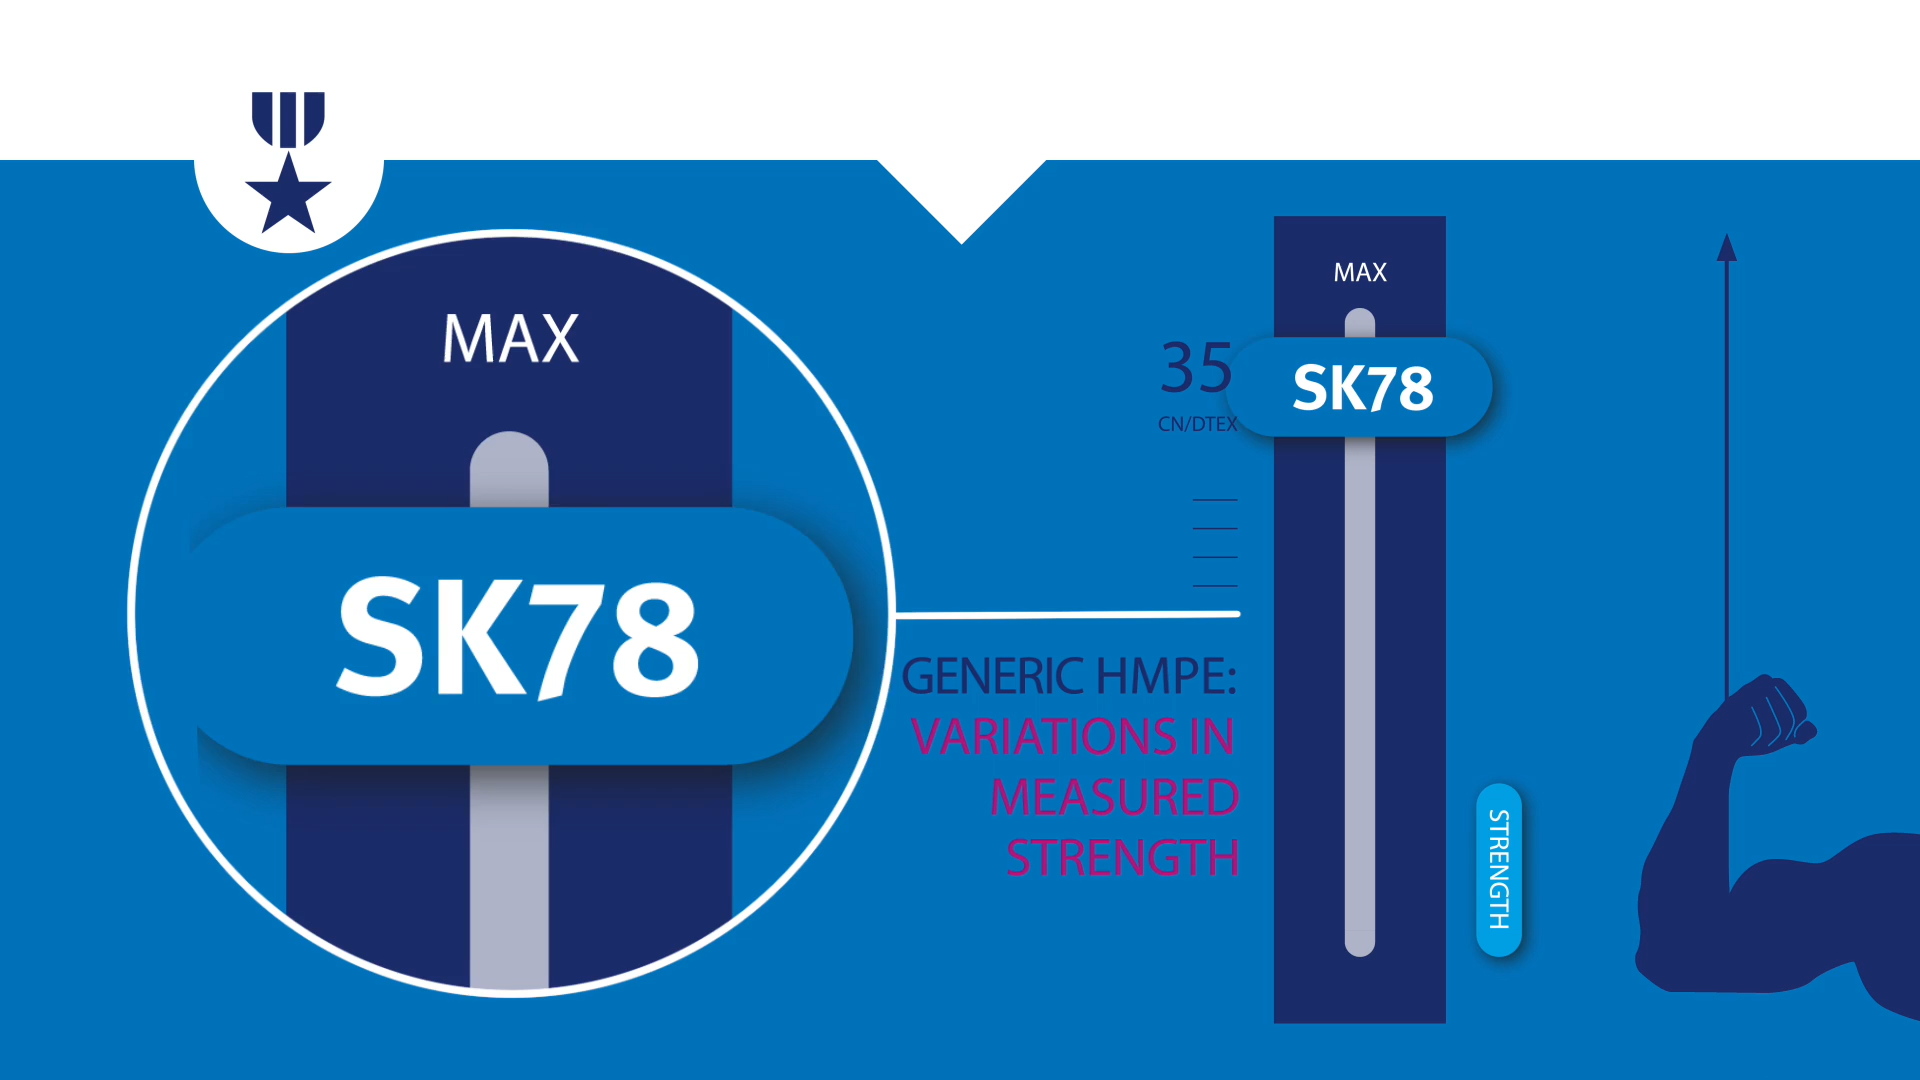 MAX
SK78
35
CN/DTEX
GENERIC HMPE:
VARIATIONS IN
MEASURED
STRENGTH
MAX
SK78
STRENGTH